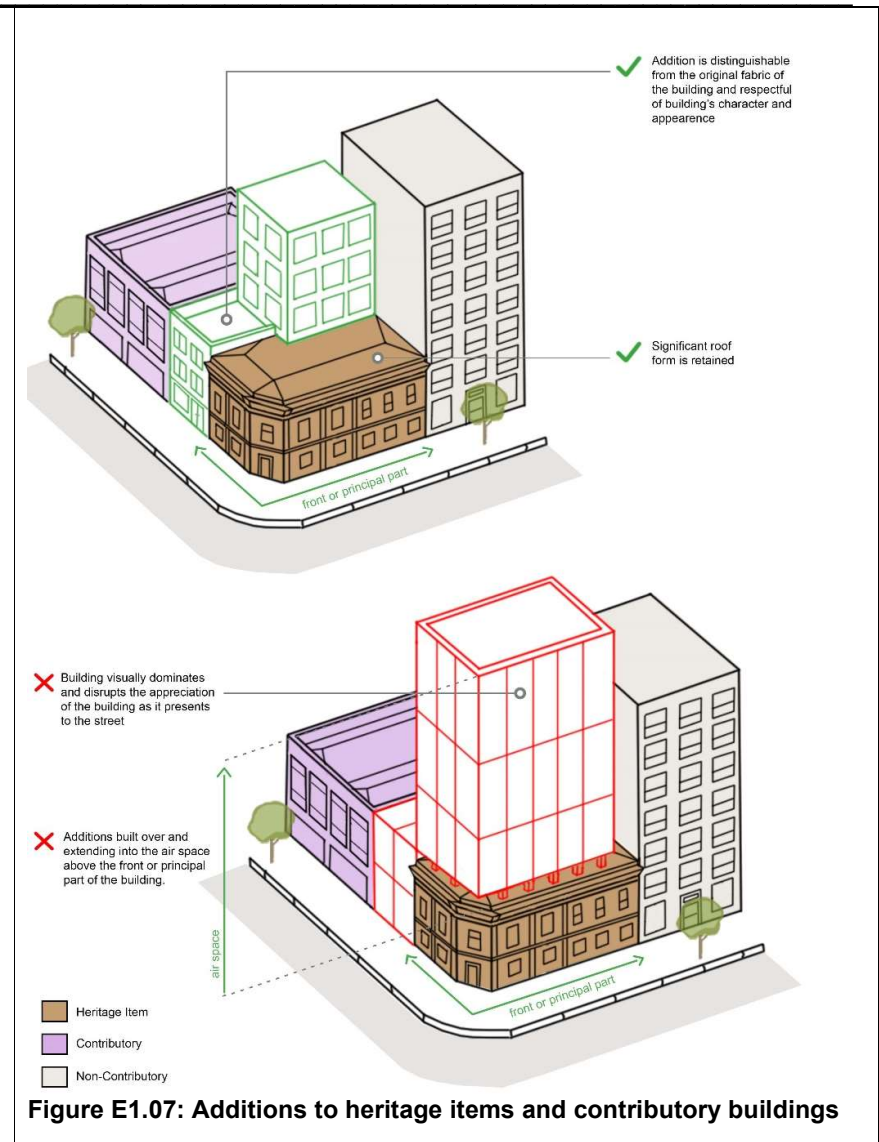 Addition is distinguishable
from the original fabric of
the building and respectful
of building's character and
appearence
Significant roof
form is retained
front or principal part
Building visually dominates
and disrupts the appreciation
of the building as it presents
to the street
Additions built over and
extending into the air space
above the front or principal
part of the building.
air space
front or principal part
Heritage Item
Contributory
Non-Contributory
Figure E1.07: Additions to heritage items and contributory buildings